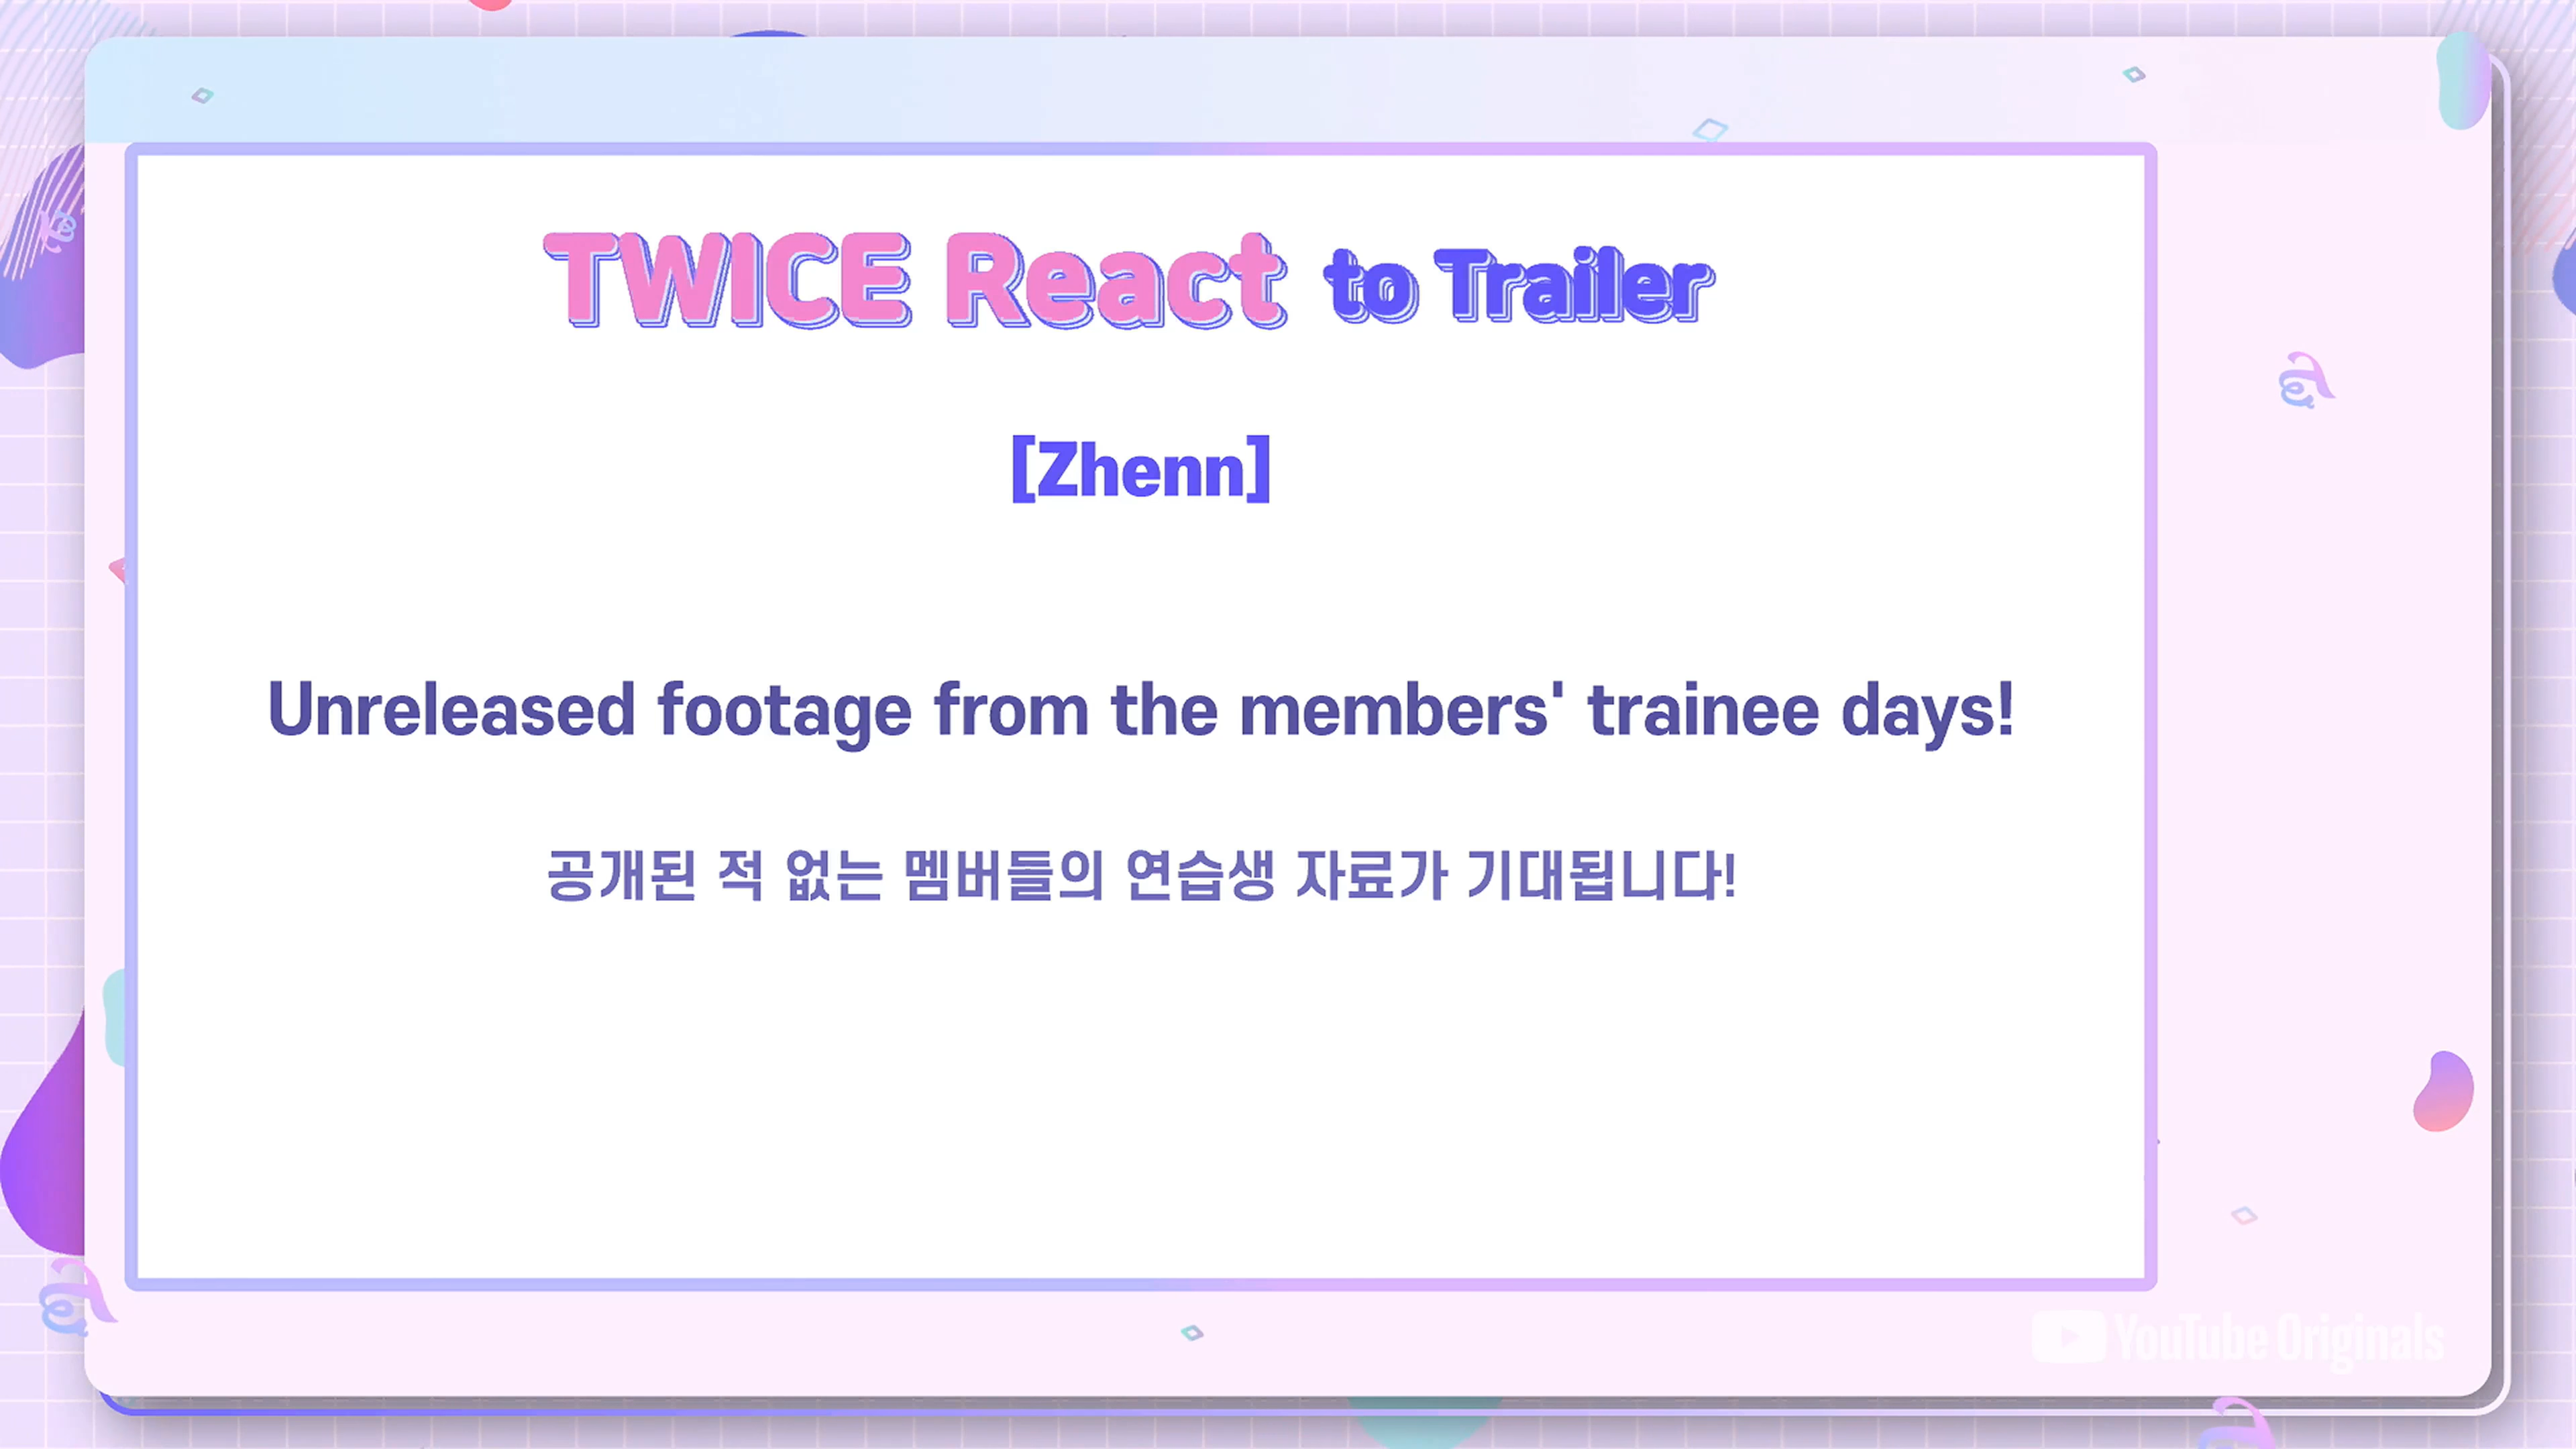 TWICE React to Trailer
[Zhenn]
Unreleased footage from the members' trainee days!
공개된 적 없는 멤버들의 연습생 자료가 기대됩니다!
YouTube Originals